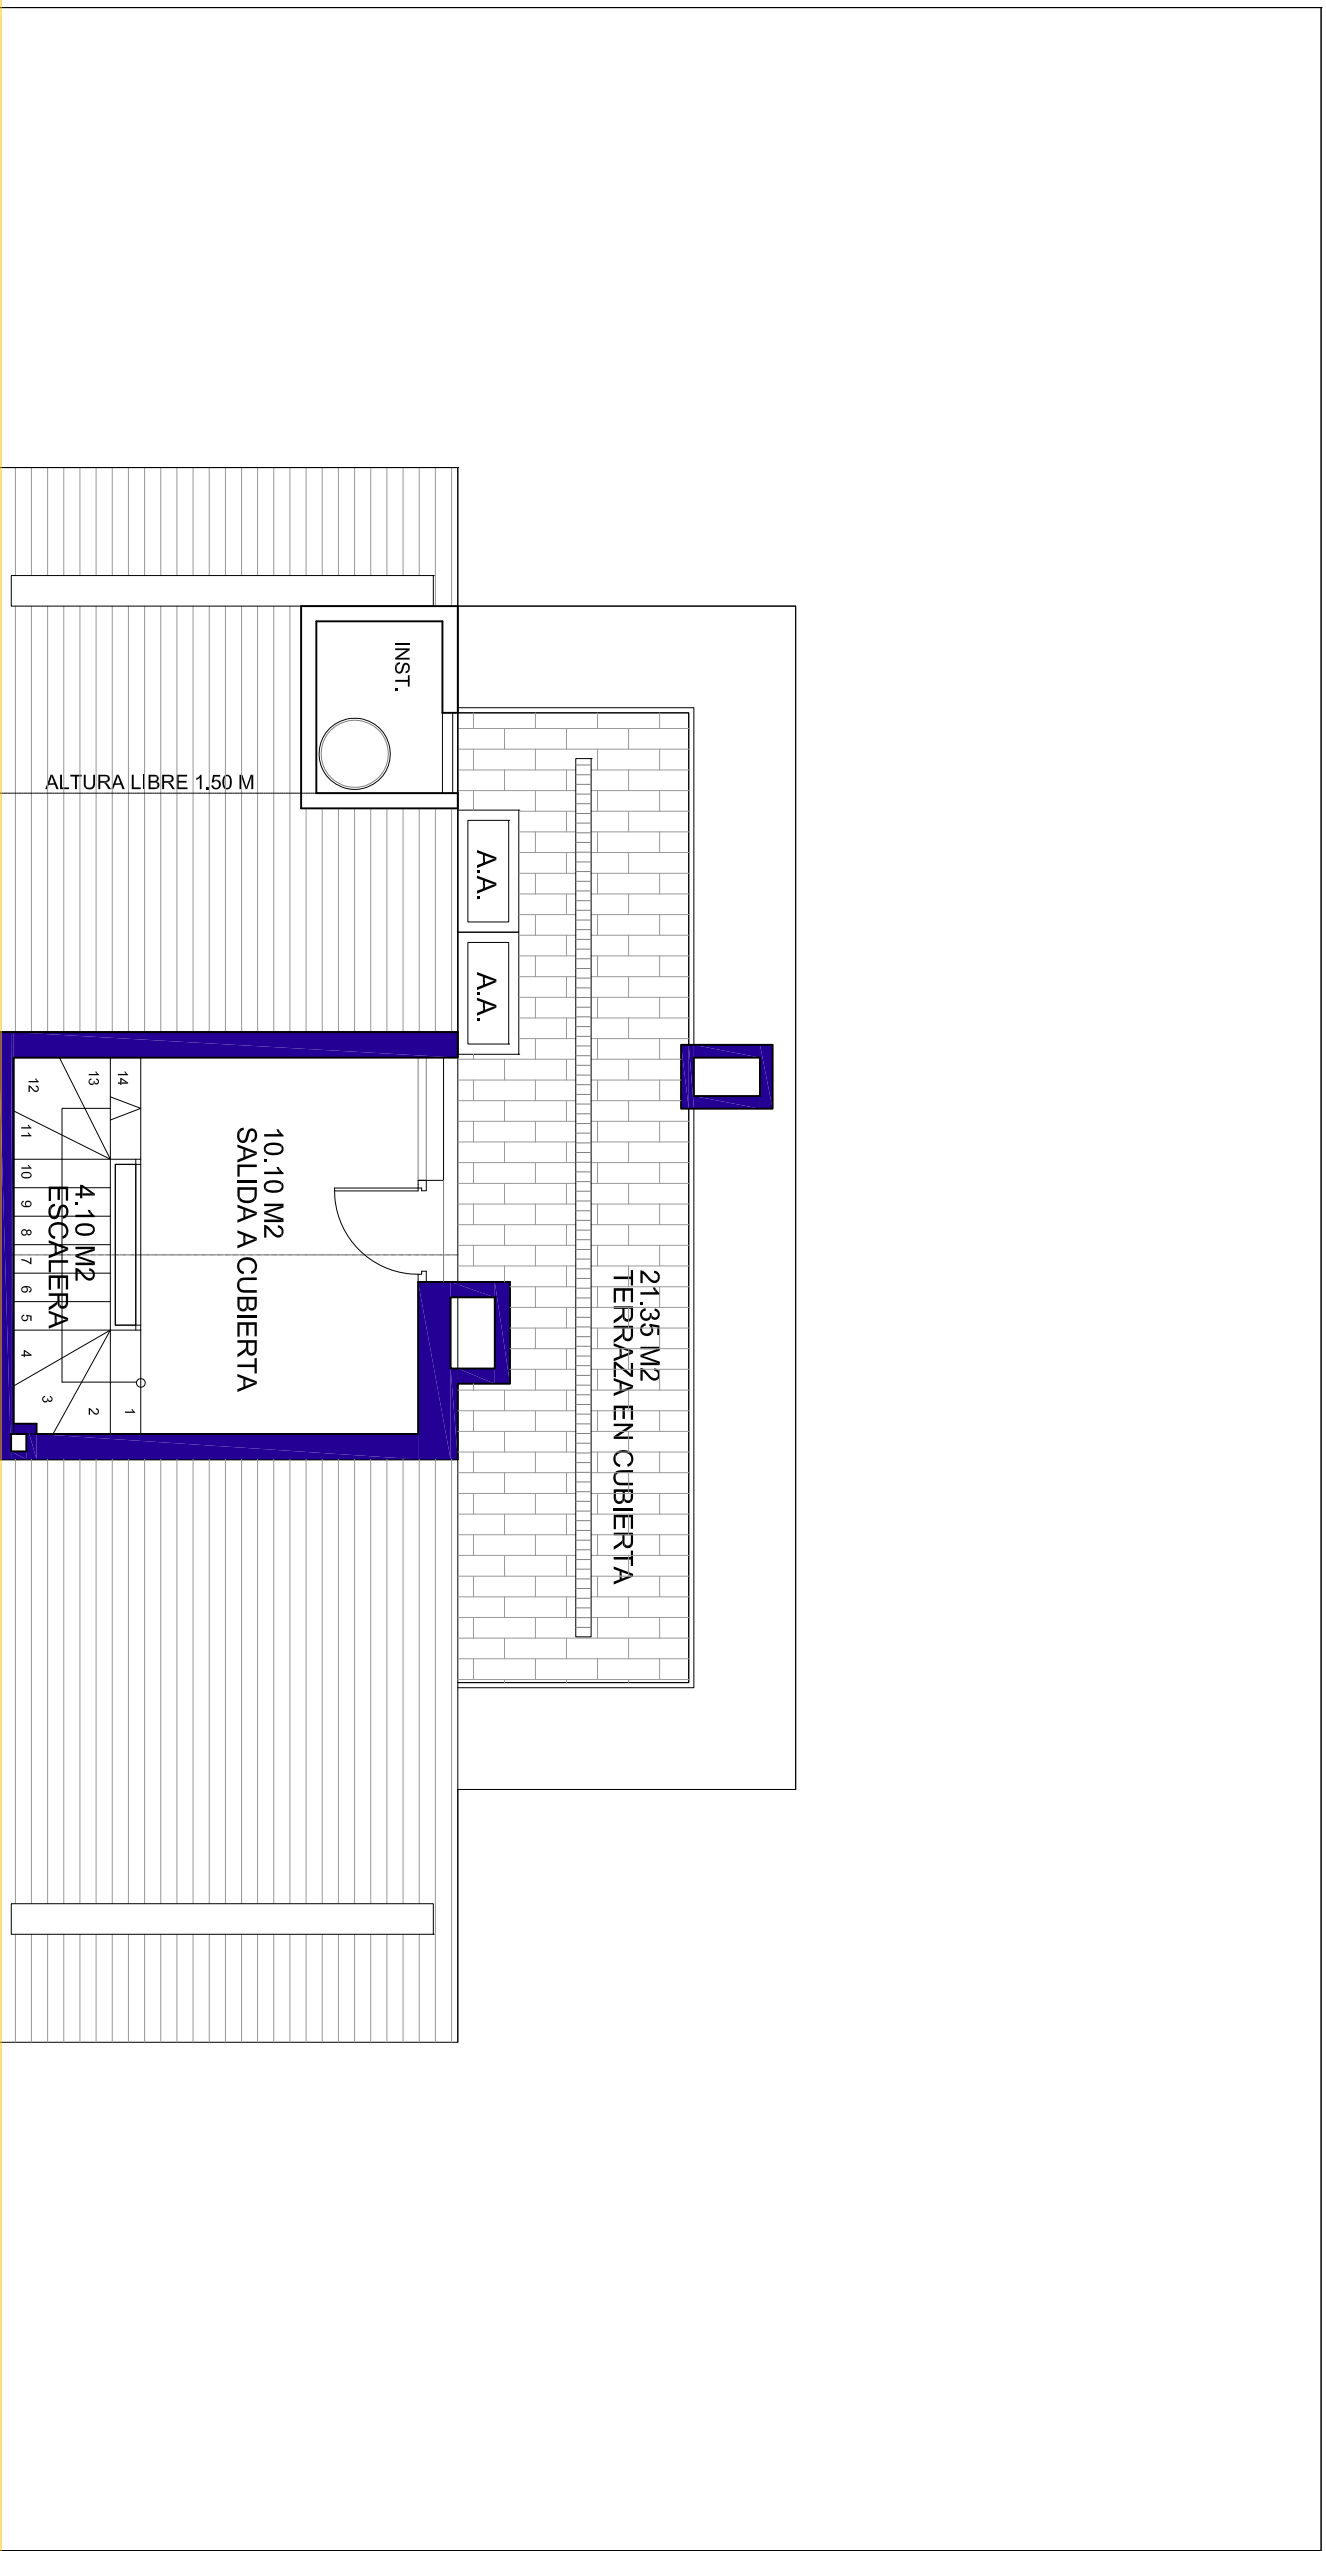 INST.
ALTURA LIBRE 1.50 M
A.A.
A.A.
14
13
12
11
10
9
8
7
6
5
4
3
2
1
4.10 M2
ESCALERA
10.10 M2
SALIDA A CUBIERTA
21.35 M2
TERRAZA EN CUBIERTA